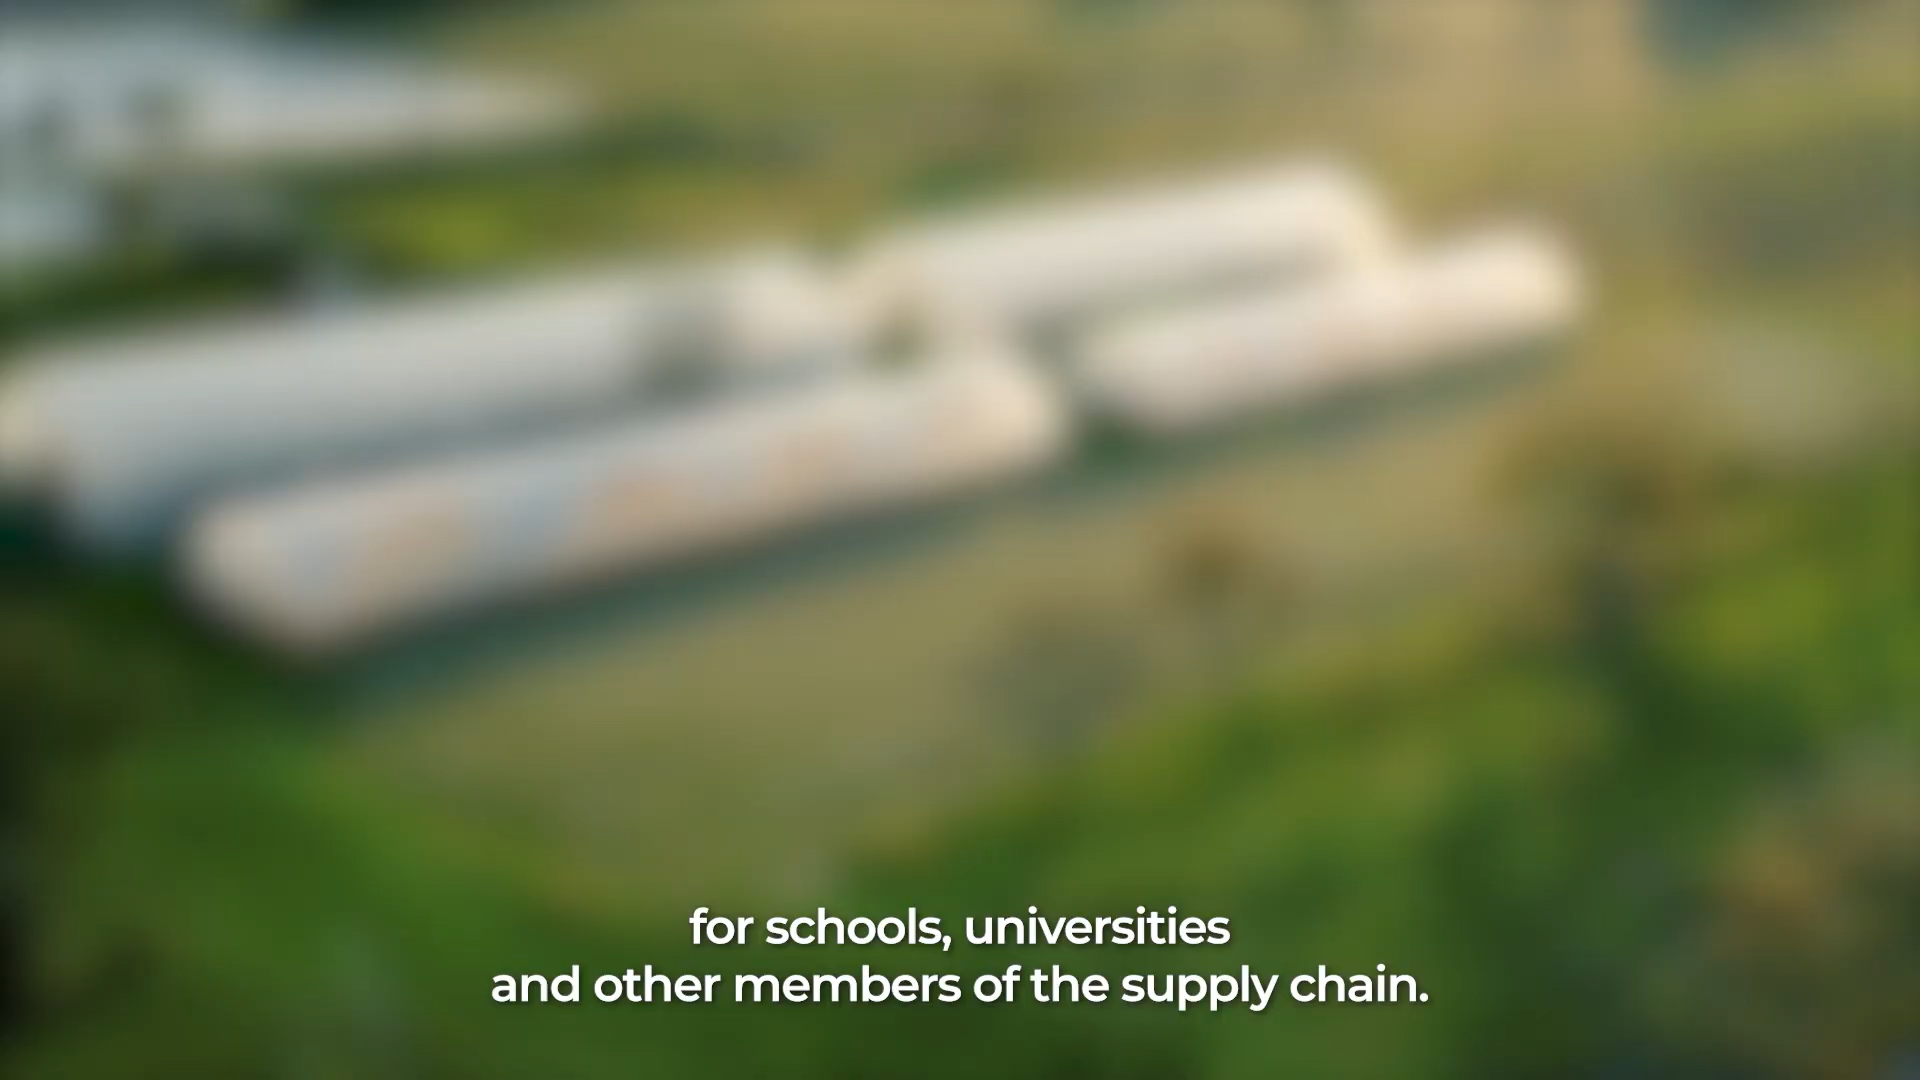 for schools, universities
and other members of the supply chain.